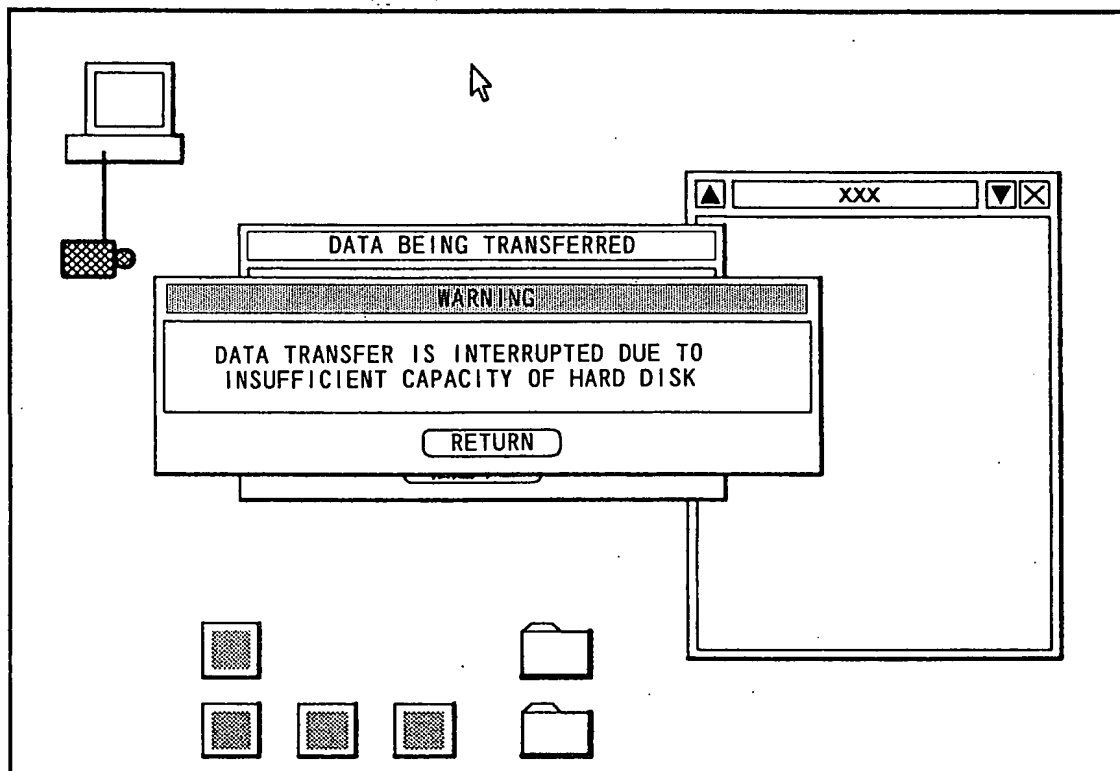 XXX
DATA BEING TRANSFERRED
WARNING
DATA TRANSFER IS INTERRUPTED DUE TO
INSUFFICIENT CAPACITY OF HARD DISK
RETURN